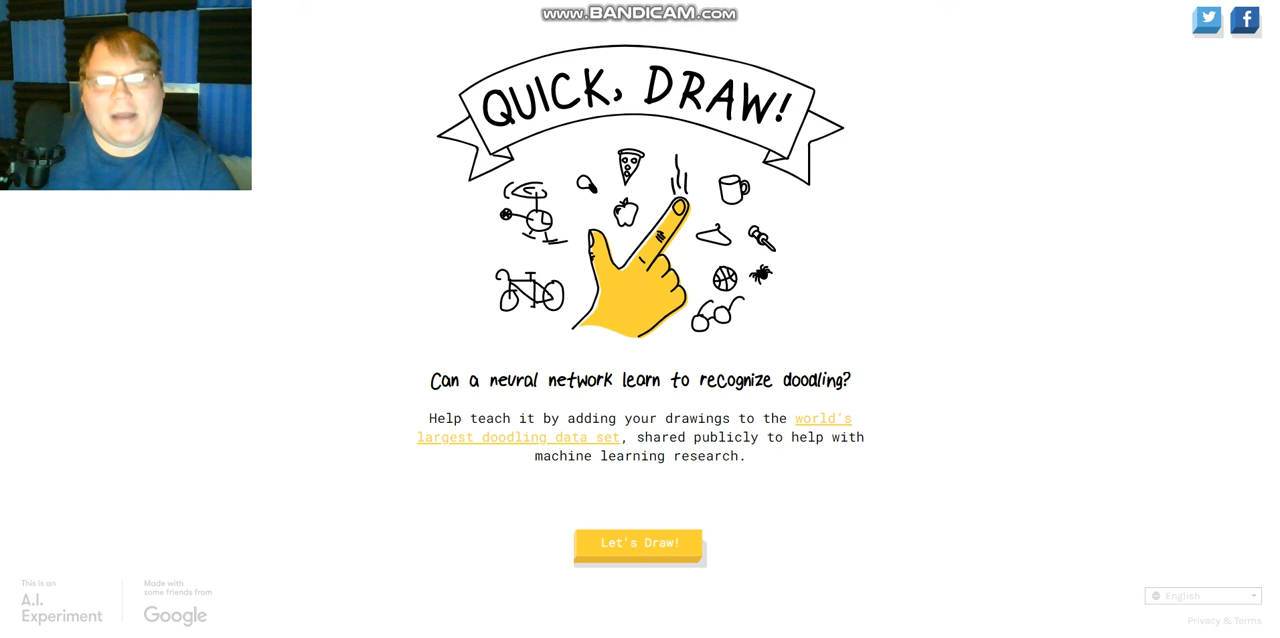 www.BANDICAM.com
QUICK, DRAW!
Can a neural network learn to recognize doodling?
Help teach it by adding your drawings to the world's
largest doodling data set, shared publicly to help with
machine learning research.
Let's Draw!
This is an
A.I.
Experiment
Made with
some friends from
Google
English
Privacy & Terms